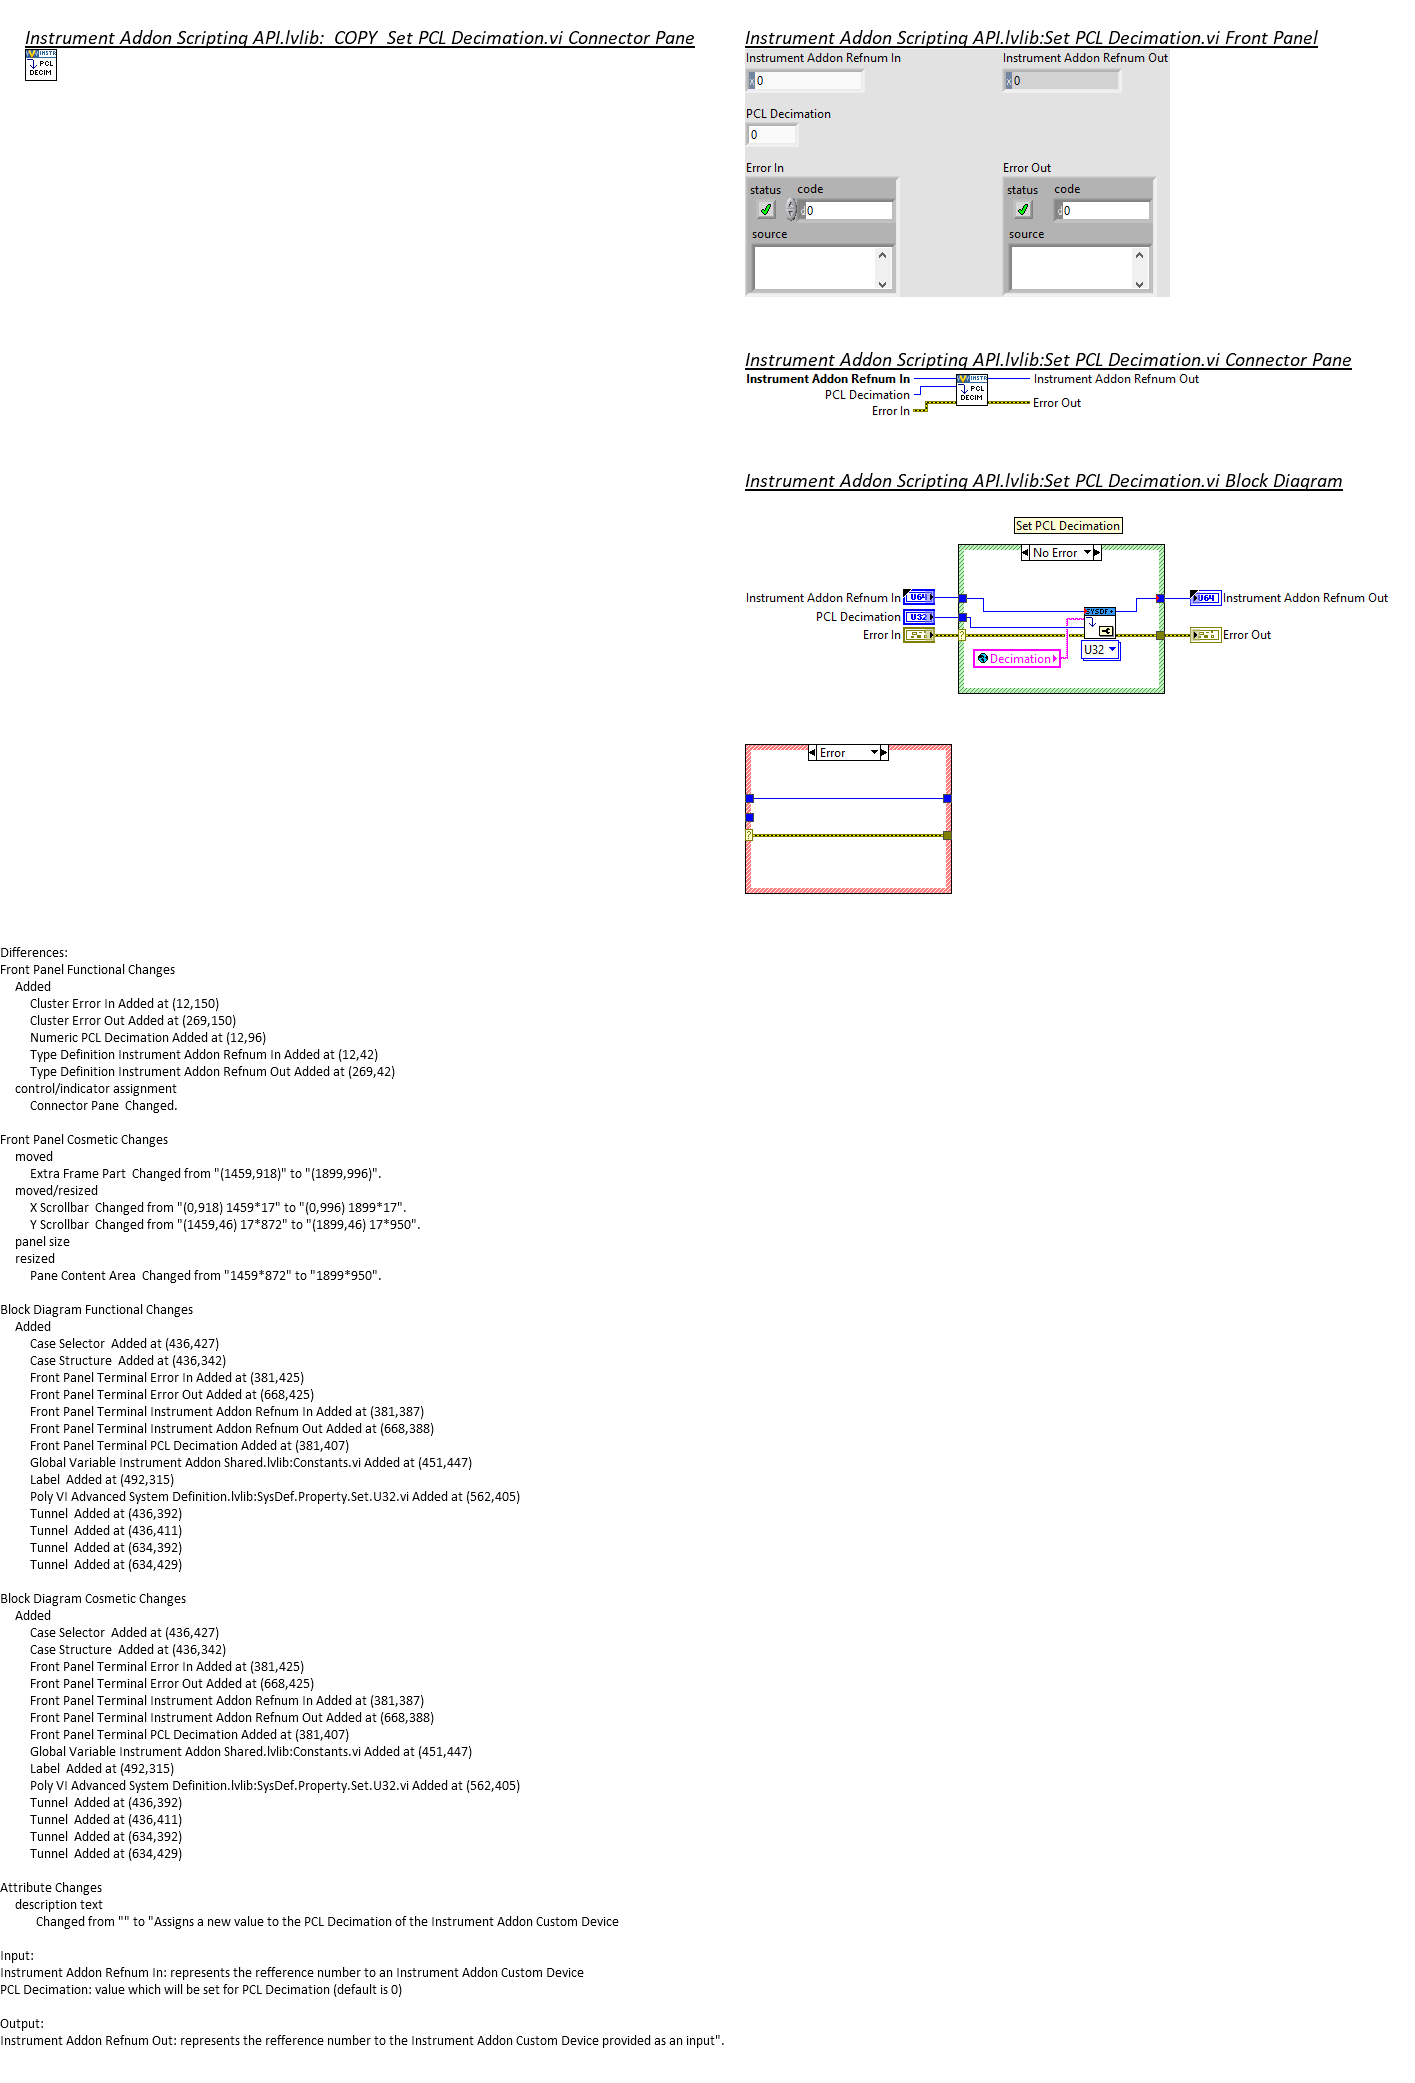 Instrument Addon Scripting API.lvlib:  COPY  Set PCL Decimation.vi Connector Pane
INSTR
PCL
DECIM
Instrument Addon Scripting API.lvlib:Set PCL Decimation.vi Front Panel
Instrument Addon Refnum In
Instrument Addon Refnum Out
x 0
x 0
PCL Decimation
0
Error In
Error Out
status code
status code
d 0
d 0
source
source
Instrument Addon Scripting API.lvlib:Set PCL Decimation.vi Connector Pane
Instrument Addon Refnum In
INSTR
Instrument Addon Refnum Out
PCL Decimation
PCL
DECIM
Error In
Error Out
Instrument Addon Scripting API.lvlib:Set PCL Decimation.vi Block Diagram
Set PCL Decimation
No Error
Instrument Addon Refnum In
U64
U64
Instrument Addon Refnum Out
PCL Decimation
U32
SYSDF+
Error In
?
Error Out
Decimation
U32
Error
?
Differences:
Front Panel Functional Changes
Added
Cluster Error In Added at (12,150)
Cluster Error Out Added at (269,150)
Numeric PCL Decimation Added at (12,96)
Type Definition Instrument Addon Refnum In Added at (12,42)
Type Definition Instrument Addon Refnum Out Added at (269,42)
control/indicator assignment
Connector Pane  Changed.
Front Panel Cosmetic Changes
moved
Extra Frame Part  Changed from "(1459,918)" to "(1899,996)".
moved/resized
X Scrollbar  Changed from "(0,918) 1459*17" to "(0,996) 1899*17".
Y Scrollbar  Changed from "(1459,46) 17*872" to "(1899,46) 17*950".
panel size
resized
Pane Content Area  Changed from "1459*872" to "1899*950".
Block Diagram Functional Changes
Added
Case Selector  Added at (436,427)
Case Structure  Added at (436,342)
Front Panel Terminal Error In Added at (381,425)
Front Panel Terminal Error Out Added at (668,425)
Front Panel Terminal Instrument Addon Refnum In Added at (381,387)
Front Panel Terminal Instrument Addon Refnum Out Added at (668,388)
Front Panel Terminal PCL Decimation Added at (381,407)
Global Variable Instrument Addon Shared.lvlib:Constants.vi Added at (451,447)
Label  Added at (492,315)
Poly VI Advanced System Definition.lvlib:SysDef.Property.Set.U32.vi Added at (562,405)
Tunnel  Added at (436,392)
Tunnel  Added at (436,411)
Tunnel  Added at (634,392)
Tunnel  Added at (634,429)
Block Diagram Cosmetic Changes
Added
Case Selector  Added at (436,427)
Case Structure  Added at (436,342)
Front Panel Terminal Error In Added at (381,425)
Front Panel Terminal Error Out Added at (668,425)
Front Panel Terminal Instrument Addon Refnum In Added at (381,387)
Front Panel Terminal Instrument Addon Refnum Out Added at (668,388)
Front Panel Terminal PCL Decimation Added at (381,407)
Global Variable Instrument Addon Shared.lvlib:Constants.vi Added at (451,447)
Label  Added at (492,315)
Poly VI Advanced System Definition.lvlib:SysDef.Property.Set.U32.vi Added at (562,405)
Tunnel  Added at (436,392)
Tunnel  Added at (436,411)
Tunnel  Added at (634,392)
Tunnel  Added at (634,429)
Attribute Changes
description text
Changed from "" to "Assigns a new value to the PCL Decimation of the Instrument Addon Custom Device
Input:
Instrument Addon Refnum In: represents the refference number to an Instrument Addon Custom Device
PCL Decimation: value which will be set for PCL Decimation (default is 0)
Output:
Instrument Addon Refnum Out: represents the refference number to the Instrument Addon Custom Device provided as an input".